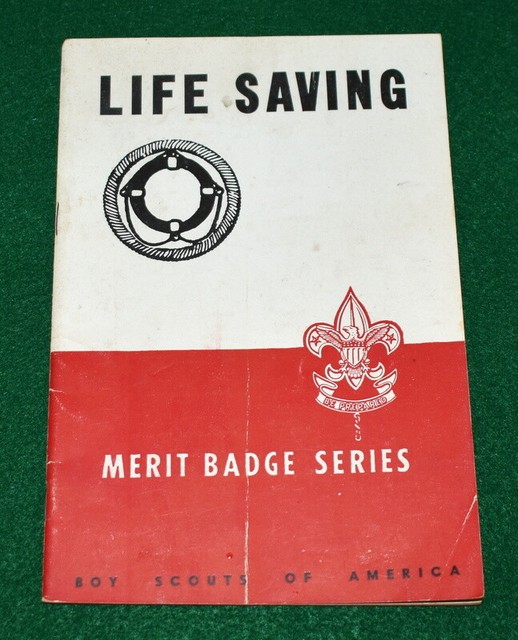 LIFE SAVING
BE PREPARED
MERIT BADGE SERIES
BOY SCOUTS OF AMERICA